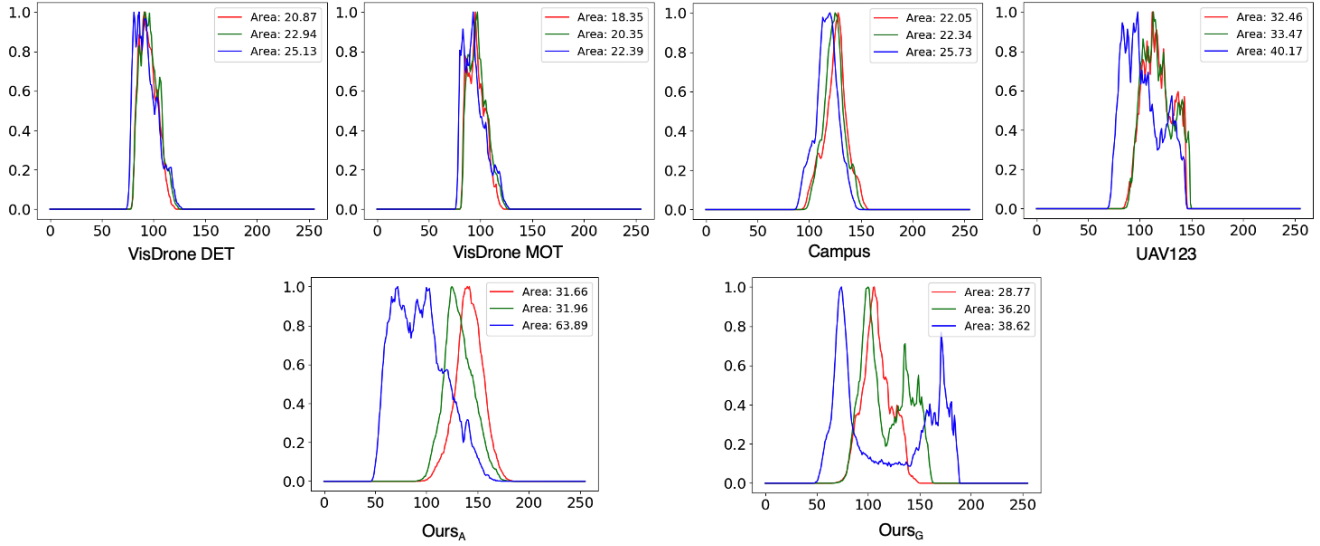 Area: 20.87
Area: 22.94
Area: 25.13
1.0
0.8
0.6
0.4
0.2
0.0
0 50 100 150 200 250
VisDrone DET
Area: 18.35
Area: 20.35
Area: 22.39
1.0
0.8
0.6
0.4
0.2
0.0
0 50 100 150 200 250
VisDrone MOT
Area: 22.05
Area: 22.34
Area: 25.73
1.0
0.8
0.6
0.4
0.2
0.0
0 50 100 150 200 250
Campus
Area: 32.46
Area: 33.47
Area: 40.17
1.0
0.8
0.6
0.4
0.2
0.0
0 50 100 150 200 250
UAV123
Area: 31.66
Area: 31.96
Area: 63.89
1.0
0.8
0.6
0.4
0.2
0.0
0 50 100 150 200 250
Ours_A
Area: 28.77
Area: 36.20
Area: 38.62
1.0
0.8
0.6
0.4
0.2
0.0
0 50 100 150 200 250
Ours_G